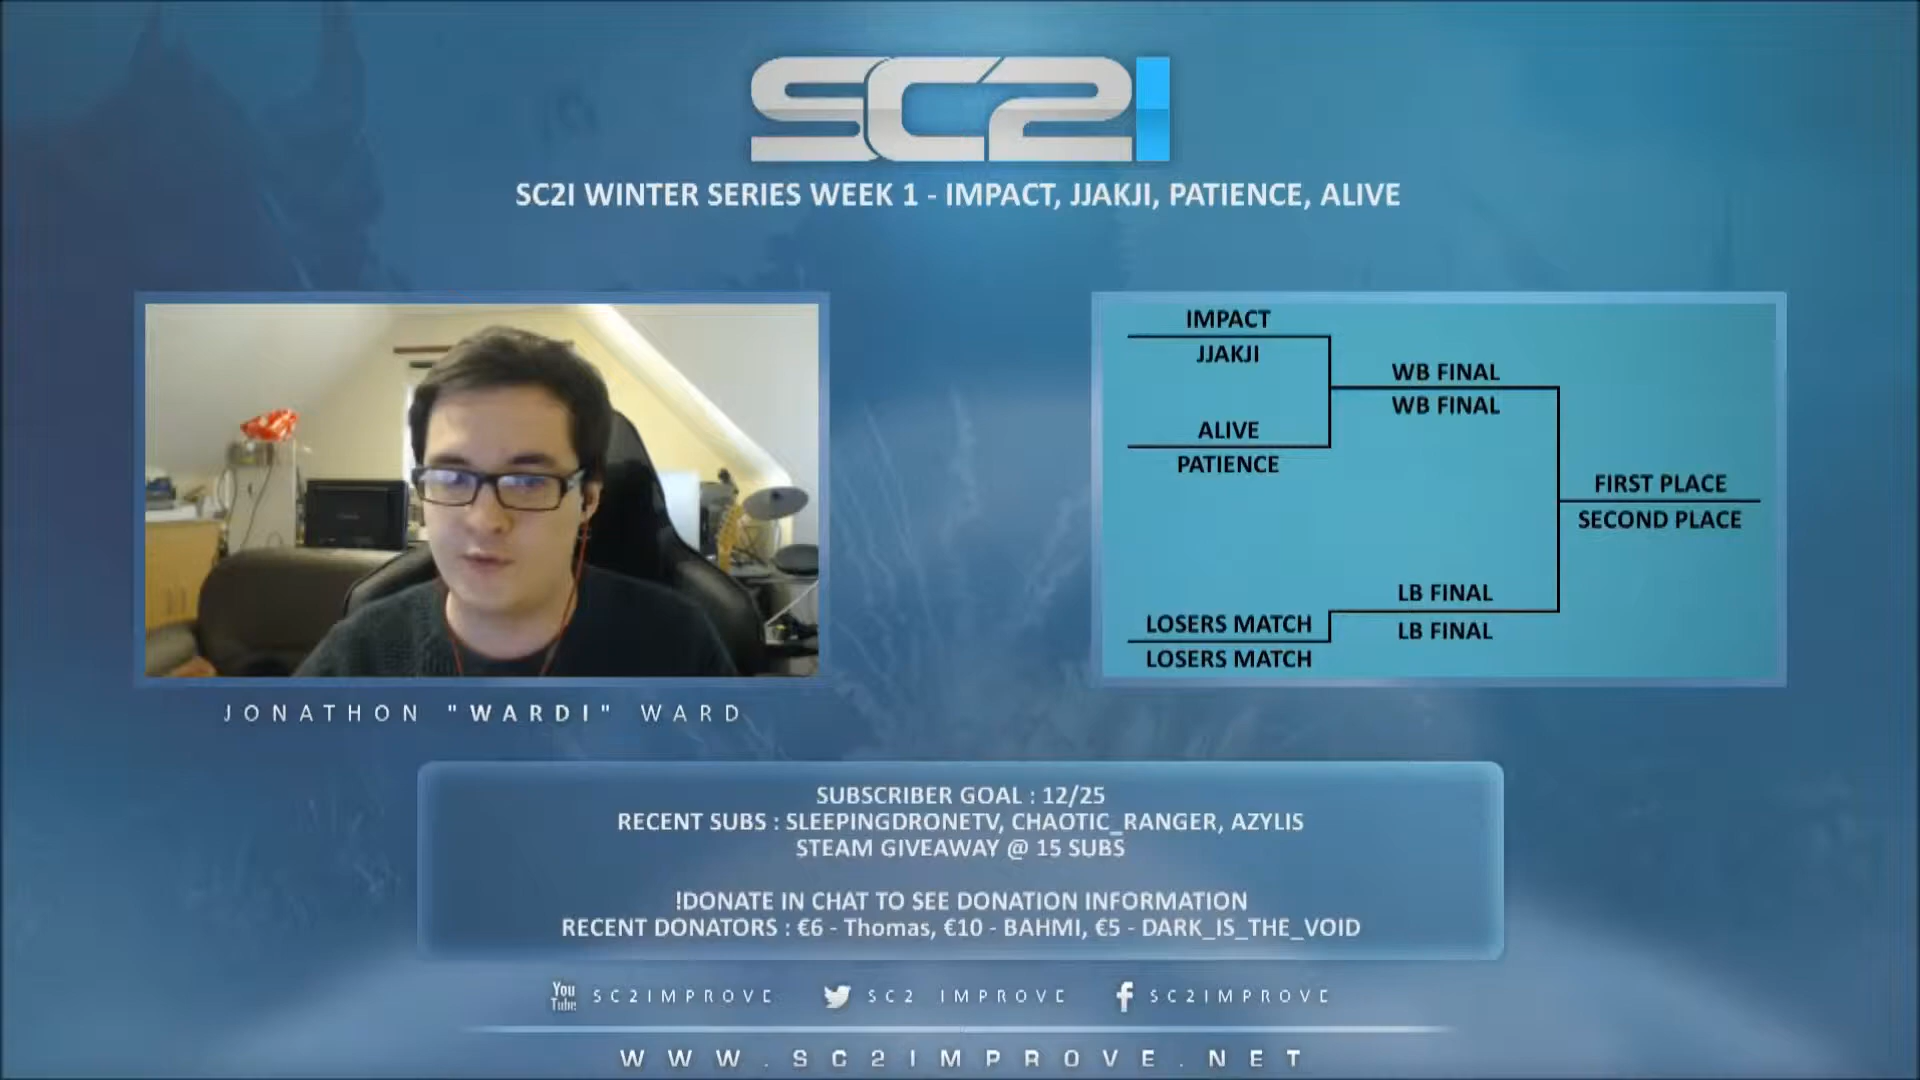 SC2I
SC2I WINTER SERIES WEEK 1 - IMPACT, JJAKJI, PATIENCE, ALIVE
IMPACT
JJAKJI
WB FINAL
WB FINAL
ALIVE
PATIENCE
FIRST PLACE
SECOND PLACE
LB FINAL
LOSERS MATCH
LB FINAL
LOSERS MATCH
JONATHON "WARDI" WARD
SUBSCRIBER GOAL : 12/25
RECENT SUBS : SLEEPINGDRONETV, CHAOTIC_RANGER, AZYLIS
STEAM GIVEAWAY @ 15 SUBS
!DONATE IN CHAT TO SEE DONATION INFORMATION
RECENT DONATORS : €6 - Thomas, €10 - BAHMI, €5 - DARK_IS_THE_VOID
You Tube SC2IMPROVE SC2 IMPROVE f SC2IMPROVE
WWW.SC2IMPROVE.NET